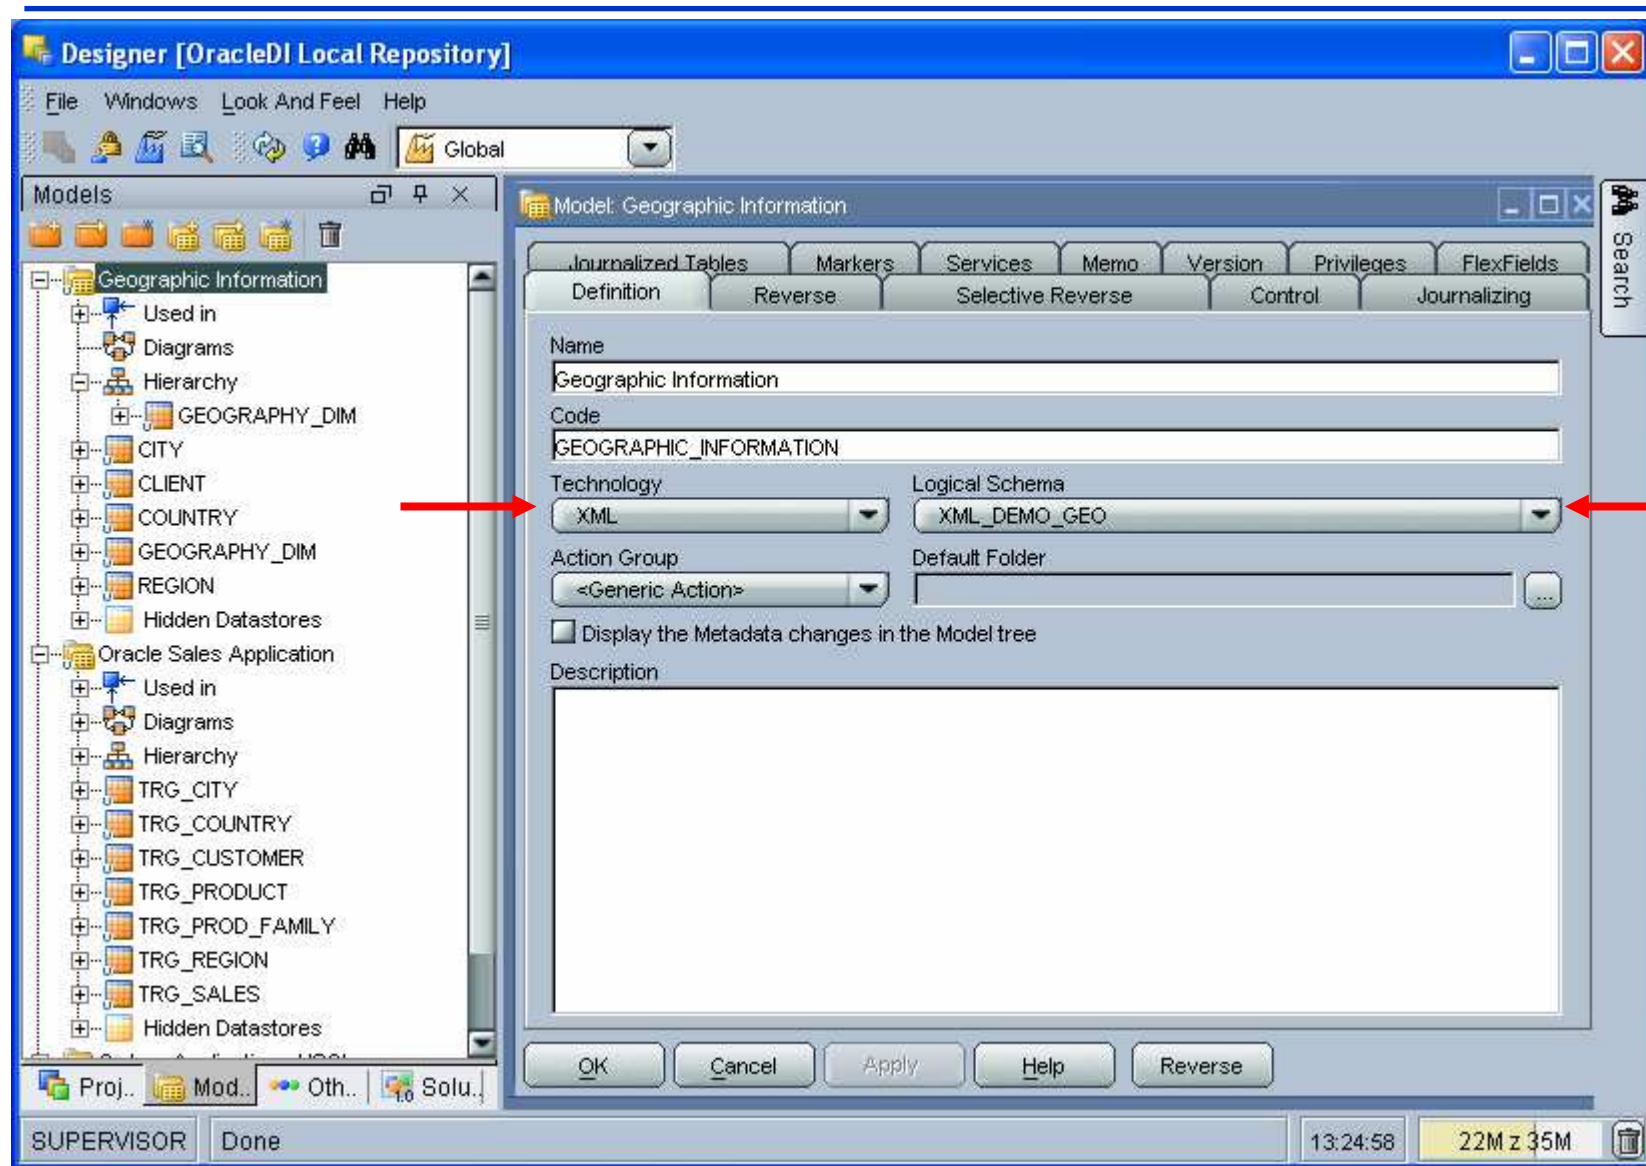 Designer [OracleDI Local Repository]
File Windows Look And Feel Help
Global
Models
Geographic Information
Used in
Diagrams
Hierarchy
GEOGRAPHY_DIM
CITY
CLIENT
COUNTRY
GEOGRAPHY_DIM
REGION
Hidden Datastores
Oracle Sales Application
Used in
Diagrams
Hierarchy
TRG_CITY
TRG_COUNTRY
TRG_CUSTOMER
TRG_PRODUCT
TRG_PROD_FAMILY
TRG_REGION
TRG_SALES
Hidden Datastores
Proj.. Mod.. Oth.. Solu..
Model: Geographic Information
Journalized Tables Markers Services Memo Version Privileges FlexFields
Definition Reverse Selective Reverse Control Journalizing
Name
Geographic Information
Code
GEOGRAPHIC_INFORMATION
Technology Logical Schema
XML XML_DEMO_GEO
Action Group Default Folder
<Generic Action> ...
Display the Metadata changes in the Model tree
Description
OK Cancel Apply Help Reverse
Search
SUPERVISOR Done 13:24:58 22M z 35M